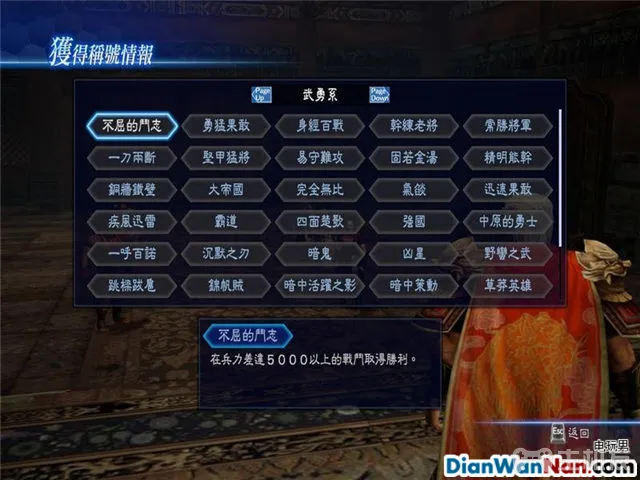 獲得稱號情報
Page Up 武勇系 Page Down
不屈的鬥志 勇猛果敢 身經百戰 幹練老將 常勝將軍
一刀兩斷 堅甲猛將 易守難攻 固若金湯 精明能幹
銅牆鐵壁 大帝國 完全無比 氣燄 迅速果敢
疾風迅雷 霸道 四面楚歌 強國 中原的勇士
一呼百諾 沉默之刃 暗鬼 凶星 野蠻之武
跳樑跋扈 錦帆賊 暗中活躍之影 暗中策動 草莽英雄
不屈的鬥志
在兵力差達5000以上的戰鬥取得勝利。
Esc 返回
电玩男
DianWanNan.com